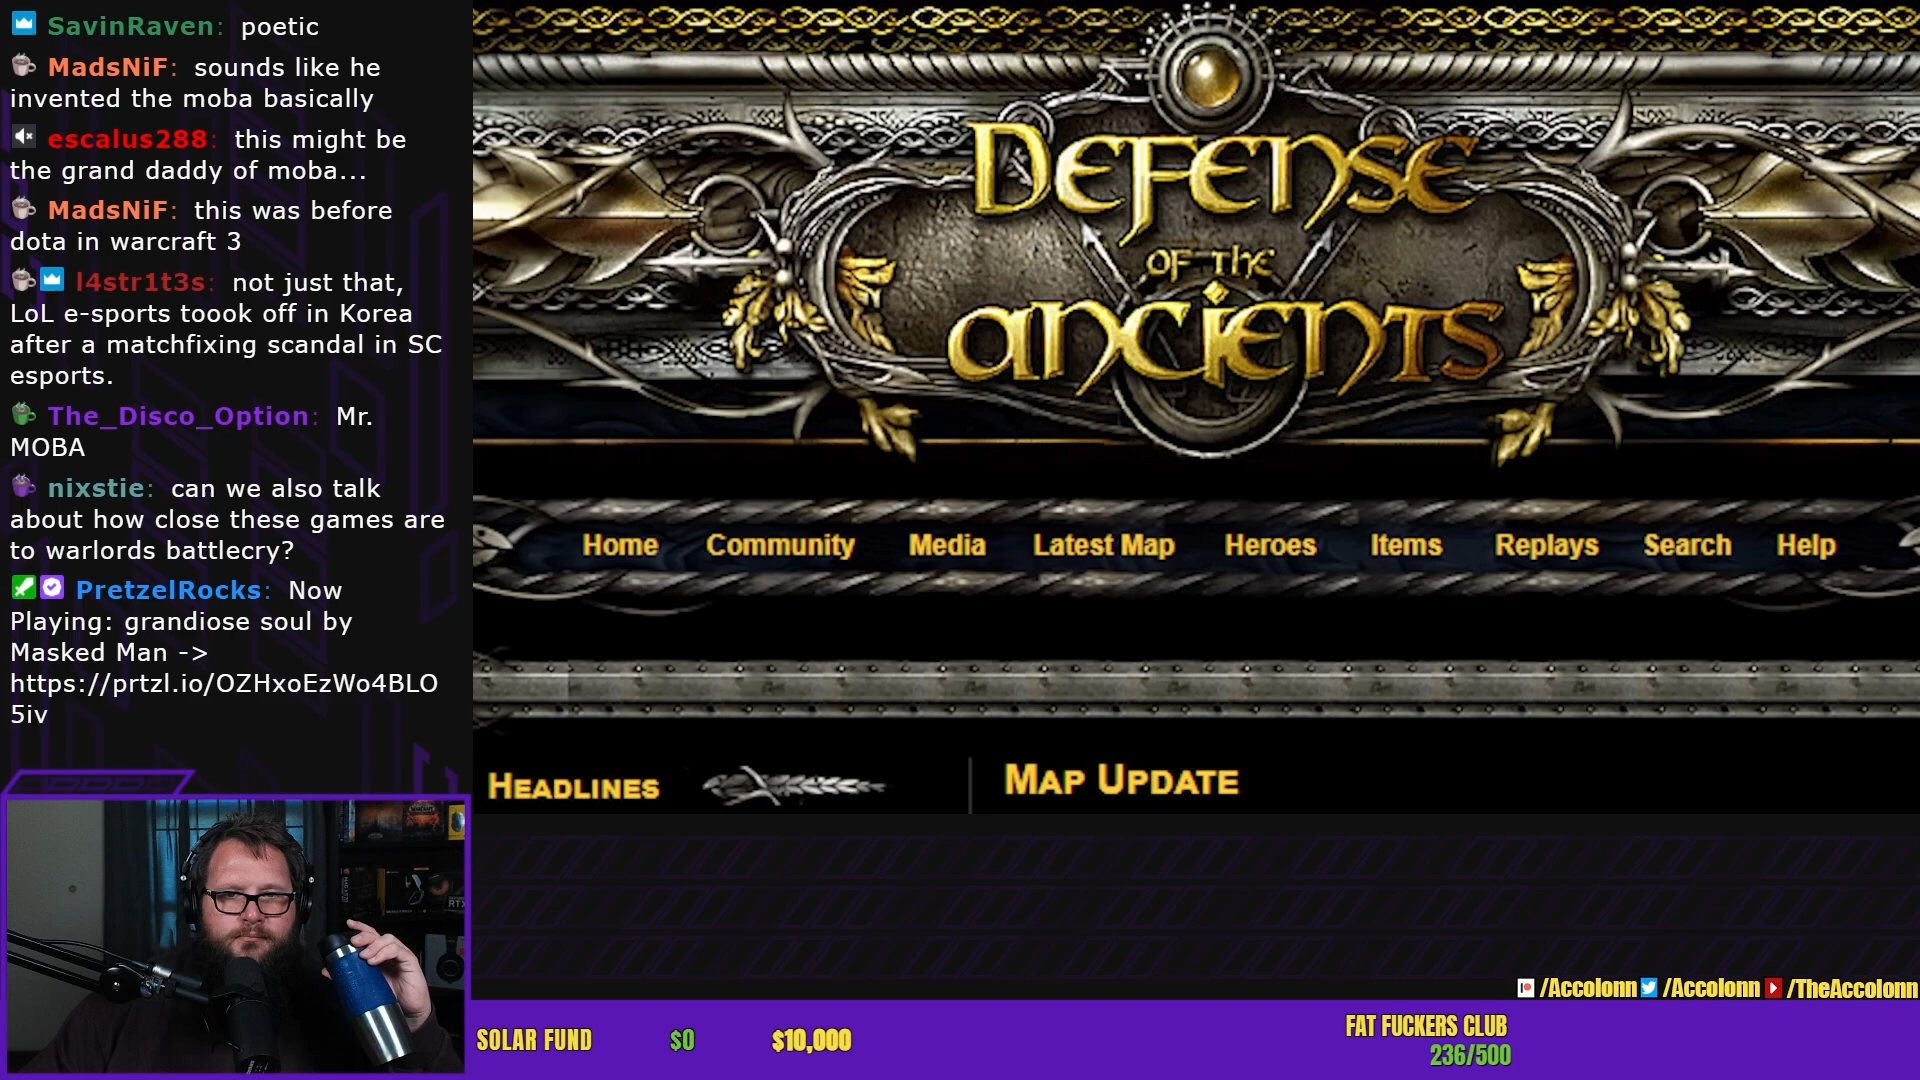 SavinRaven: poetic
MadsNiF: sounds like he
invented the moba basically
escalus288: this might be
the grand daddy of moba...
MadsNiF: this was before
dota in warcraft 3
l4str1t3s: not just that,
LoL e-sports toook off in Korea
after a matchfixing scandal in SC
esports.
The_Disco_Option: Mr.
MOBA
nixstie: can we also talk
about how close these games are
to warlords battlecry?
PretzelRocks: Now
Playing: grandiose soul by
Masked Man ->
https://prtzl.io/OZHxoEzWo4BLO
5iv
Defense
of the
Ancients
Home Community Media Latest Map Heroes Items Replays Search Help
Headlines
Map Update
/Accolonn /Accolonn /TheAccolonn
SOLAR FUND $0 $10,000
FAT FUCKERS CLUB
236/500